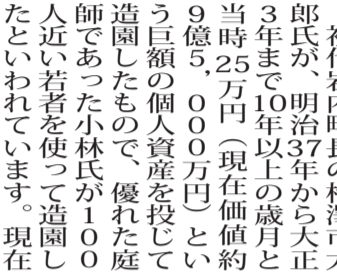 郎氏が、明治37年から大正
3年まで10年以上の歳月と
当時25万円（現在価値約
9億5，000万円）とい
う巨額の個人資産を投じて
造園したもので、優れた庭
師であった小林氏が100
人近い若者を使って造園し
たといわれています。現在